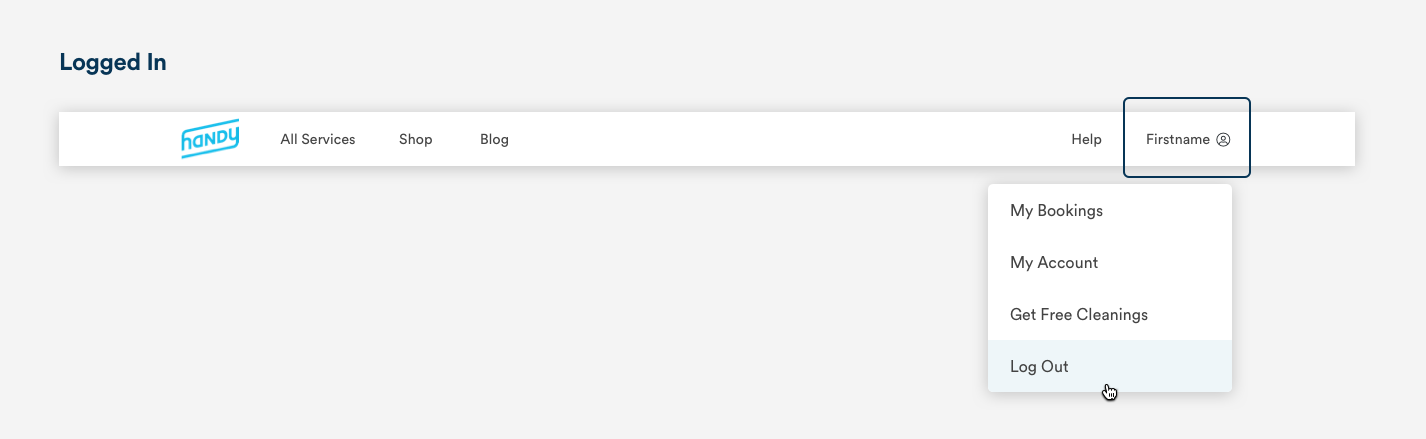 Logged In
handy
All Services
Shop
Blog
Help
Firstname
My Bookings
My Account
Get Free Cleanings
Log Out